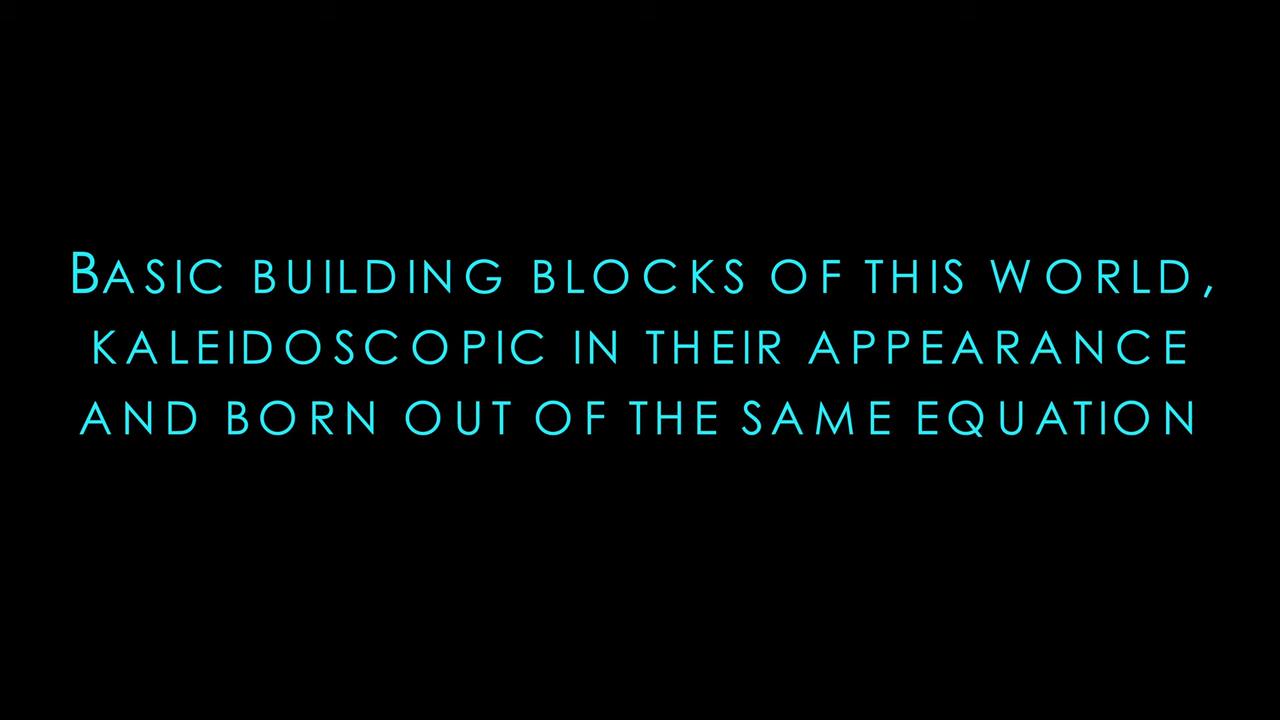 Basic building blocks of this world,
kaleidoscopic in their appearance
and born out of the same equation